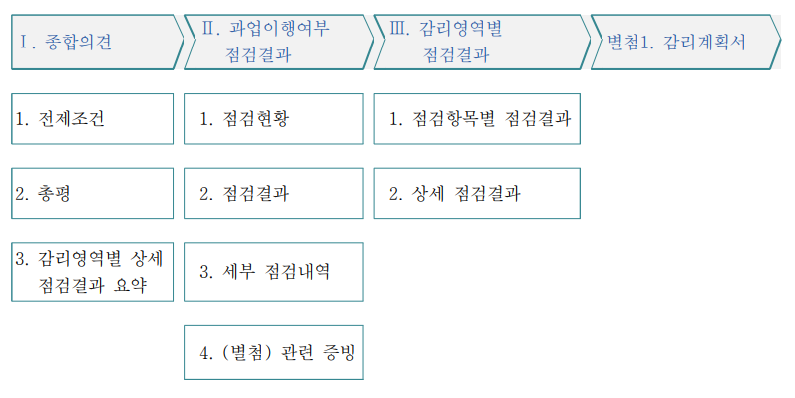 Ⅰ. 종합의견
Ⅱ. 과업이행여부
점검결과
Ⅲ. 감리영역별
점검결과
별첨1. 감리계획서
1. 전제조건
1. 점검현황
1. 점검항목별 점검결과
2. 총평
2. 점검결과
2. 상세 점검결과
3. 감리영역별 상세
점검결과 요약
3. 세부 점검내역
4. (별첨) 관련 증빙